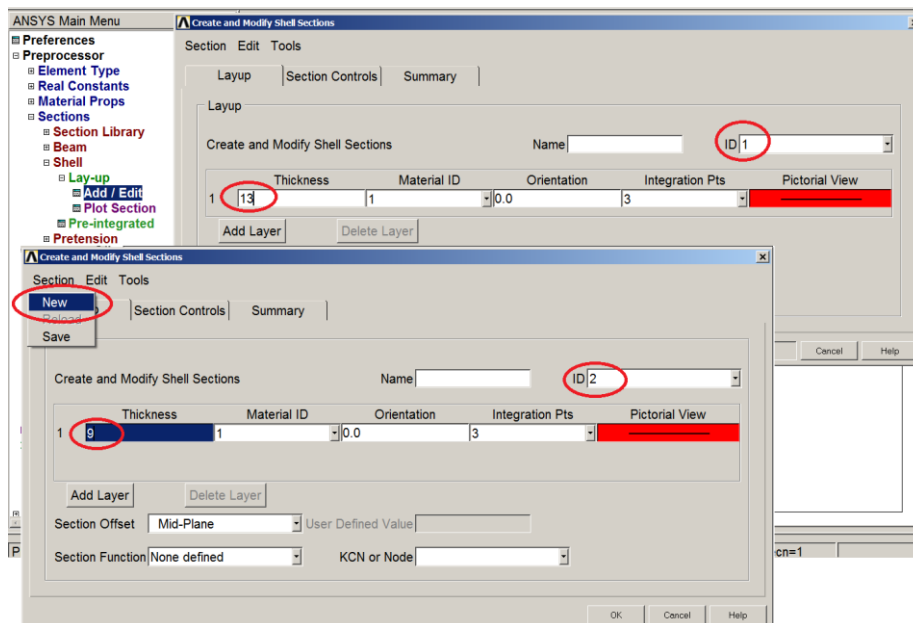 ANSYS Main Menu
Preferences
Preprocessor
Element Type
Real Constants
Material Props
Sections
Section Library
Beam
Shell
Lay-up
Add / Edit
Plot Section
Pre-integrated
Pretension
Create and Modify Shell Sections
Section Edit Tools
Layup Section Controls Summary
Layup
Create and Modify Shell Sections Name ID 1
Thickness Material ID Orientation Integration Pts Pictorial View
1 13 1 0.0 3
Add Layer Delete Layer
Cancel Help
Create and Modify Shell Sections
Section Edit Tools
New
Reload
Save
Section Controls Summary
Create and Modify Shell Sections Name ID 2
Thickness Material ID Orientation Integration Pts Pictorial View
1 9 1 0.0 3
Add Layer Delete Layer
Section Offset Mid-Plane User Defined Value
Section Function None defined KCN or Node
OK Cancel Help
ecn=1